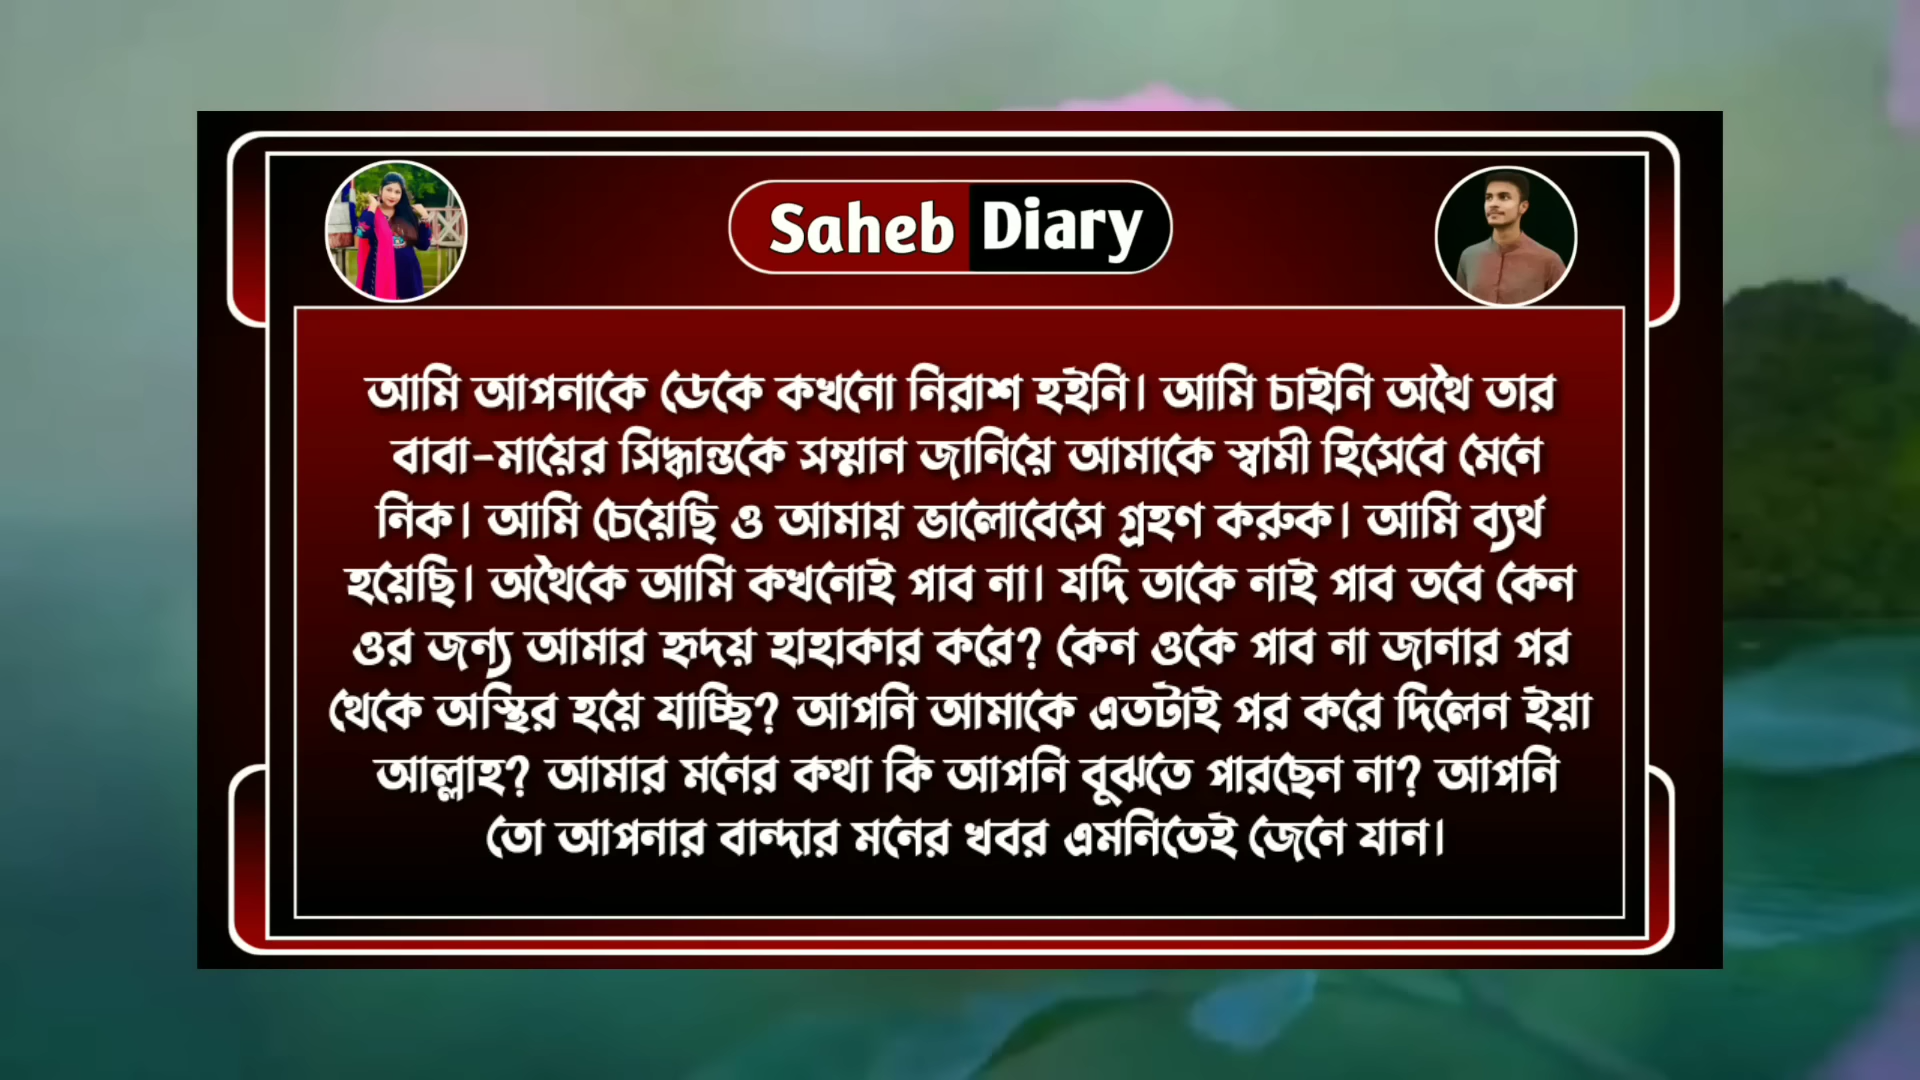 Saheb Diary
আমি আপনাকে ডেকে কখনো নিরাশ হইনি। আমি চাইনি অথৈ তার
বাবা-মায়ের সিদ্ধান্তকে সম্মান জানিয়ে আমাকে স্বামী হিসেবে মেনে
নিক। আমি চেয়েছি ও আমায় ভালোবেসে গ্রহণ করুক। আমি ব্যর্থ
হয়েছি। অথৈকে আমি কখনোই পাব না। যদি তাকে নাই পাব তবে কেন
ওর জন্য আমার হৃদয় হাহাকার করে? কেন ওকে পাব না জানার পর
থেকে অস্থির হয়ে যাচ্ছি? আপনি আমাকে এতটাই পর করে দিলেন ইয়া
আল্লাহ? আমার মনের কথা কি আপনি বুঝতে পারছেন না? আপনি
তো আপনার বান্দার মনের খবর এমনিতেই জেনে যান।